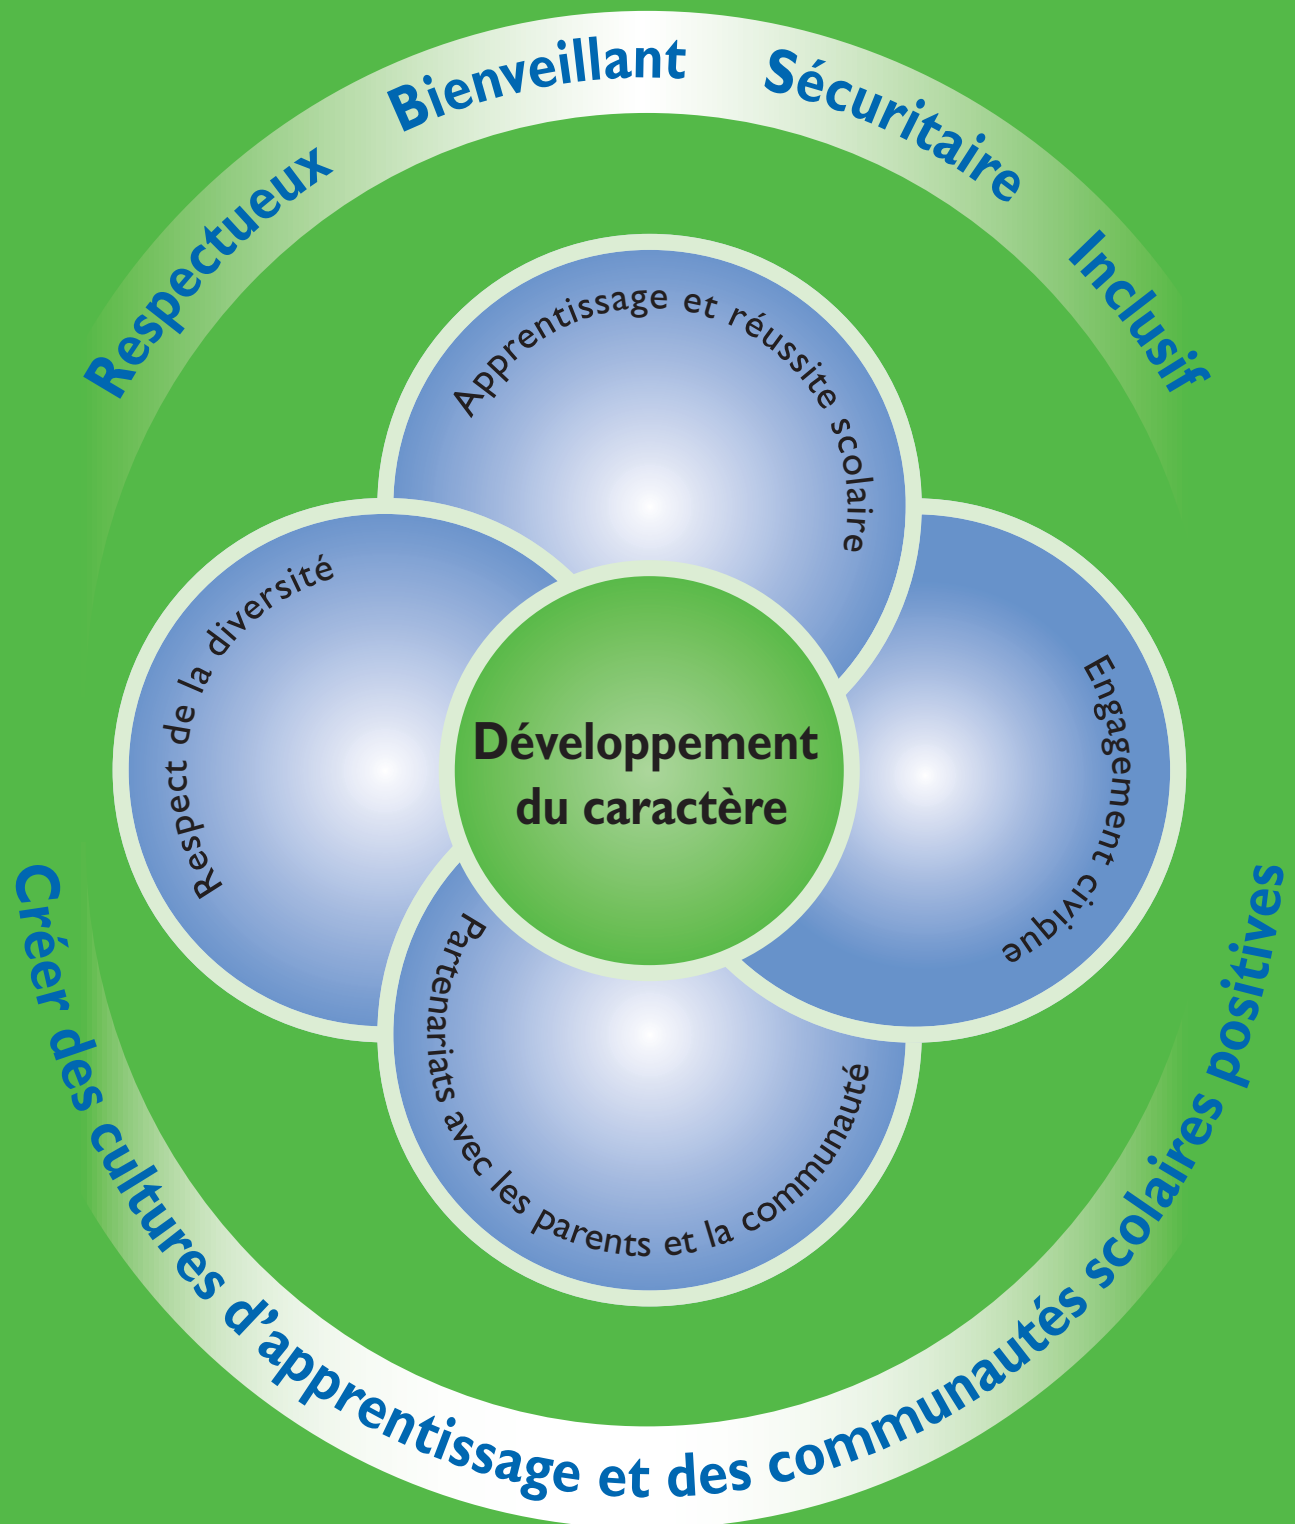 Respectueux Bienveillant Sécuritaire Inclusif
Apprentissage et réussite scolaire
Respect de la diversité
Engagement civique
Développement
du caractère
Partenariats avec les parents et la communauté
Créer des cultures d’apprentissage et des communautés scolaires positives